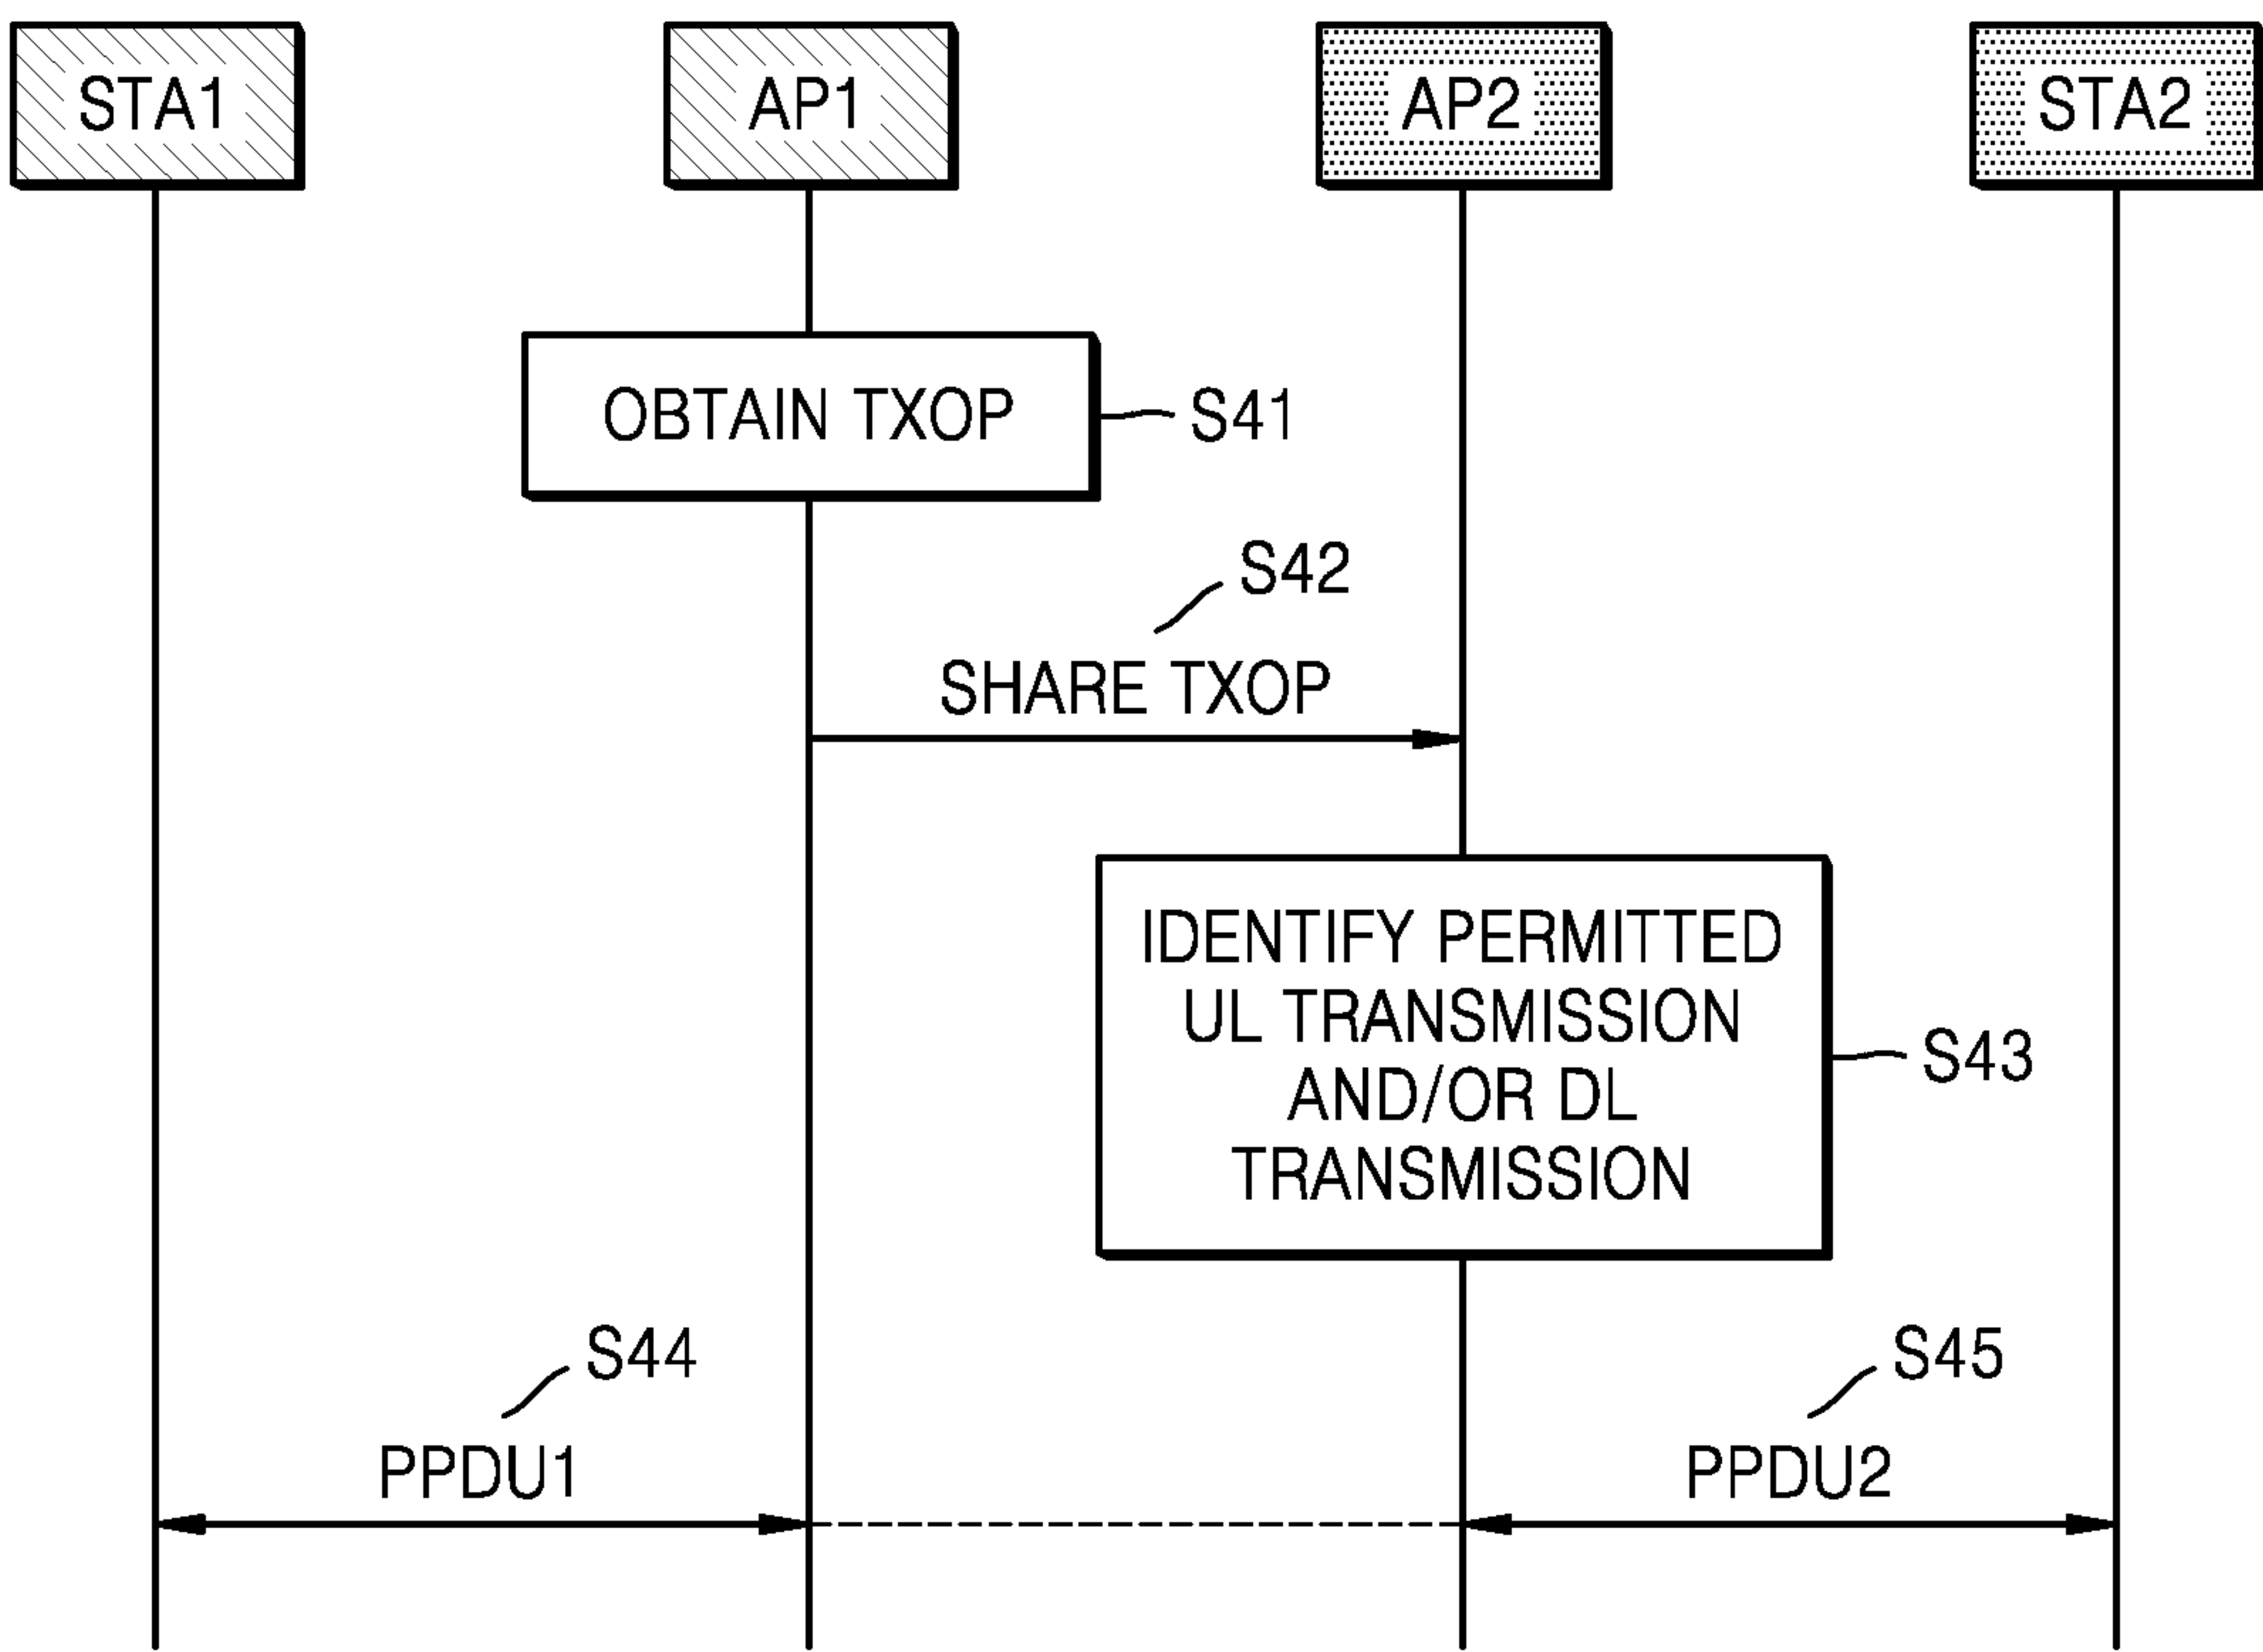 STA1
AP1
AP2
STA2
OBTAIN TXOP
S41
S42
SHARE TXOP
IDENTIFY PERMITTED
UL TRANSMISSION
AND/OR DL
TRANSMISSION
S43
S44
PPDU1
S45
PPDU2